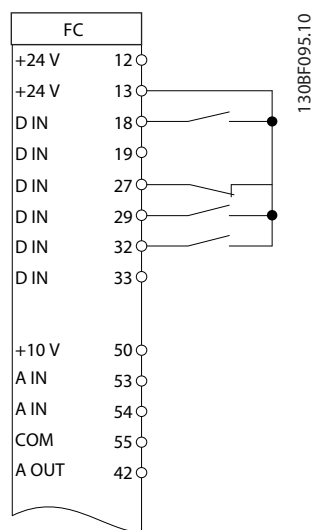 FC
+24 V 12
+24 V 13
D IN 18
D IN 19
D IN 27
D IN 29
D IN 32
D IN 33
+10 V 50
A IN 53
A IN 54
COM 55
A OUT 42
130BF095.10